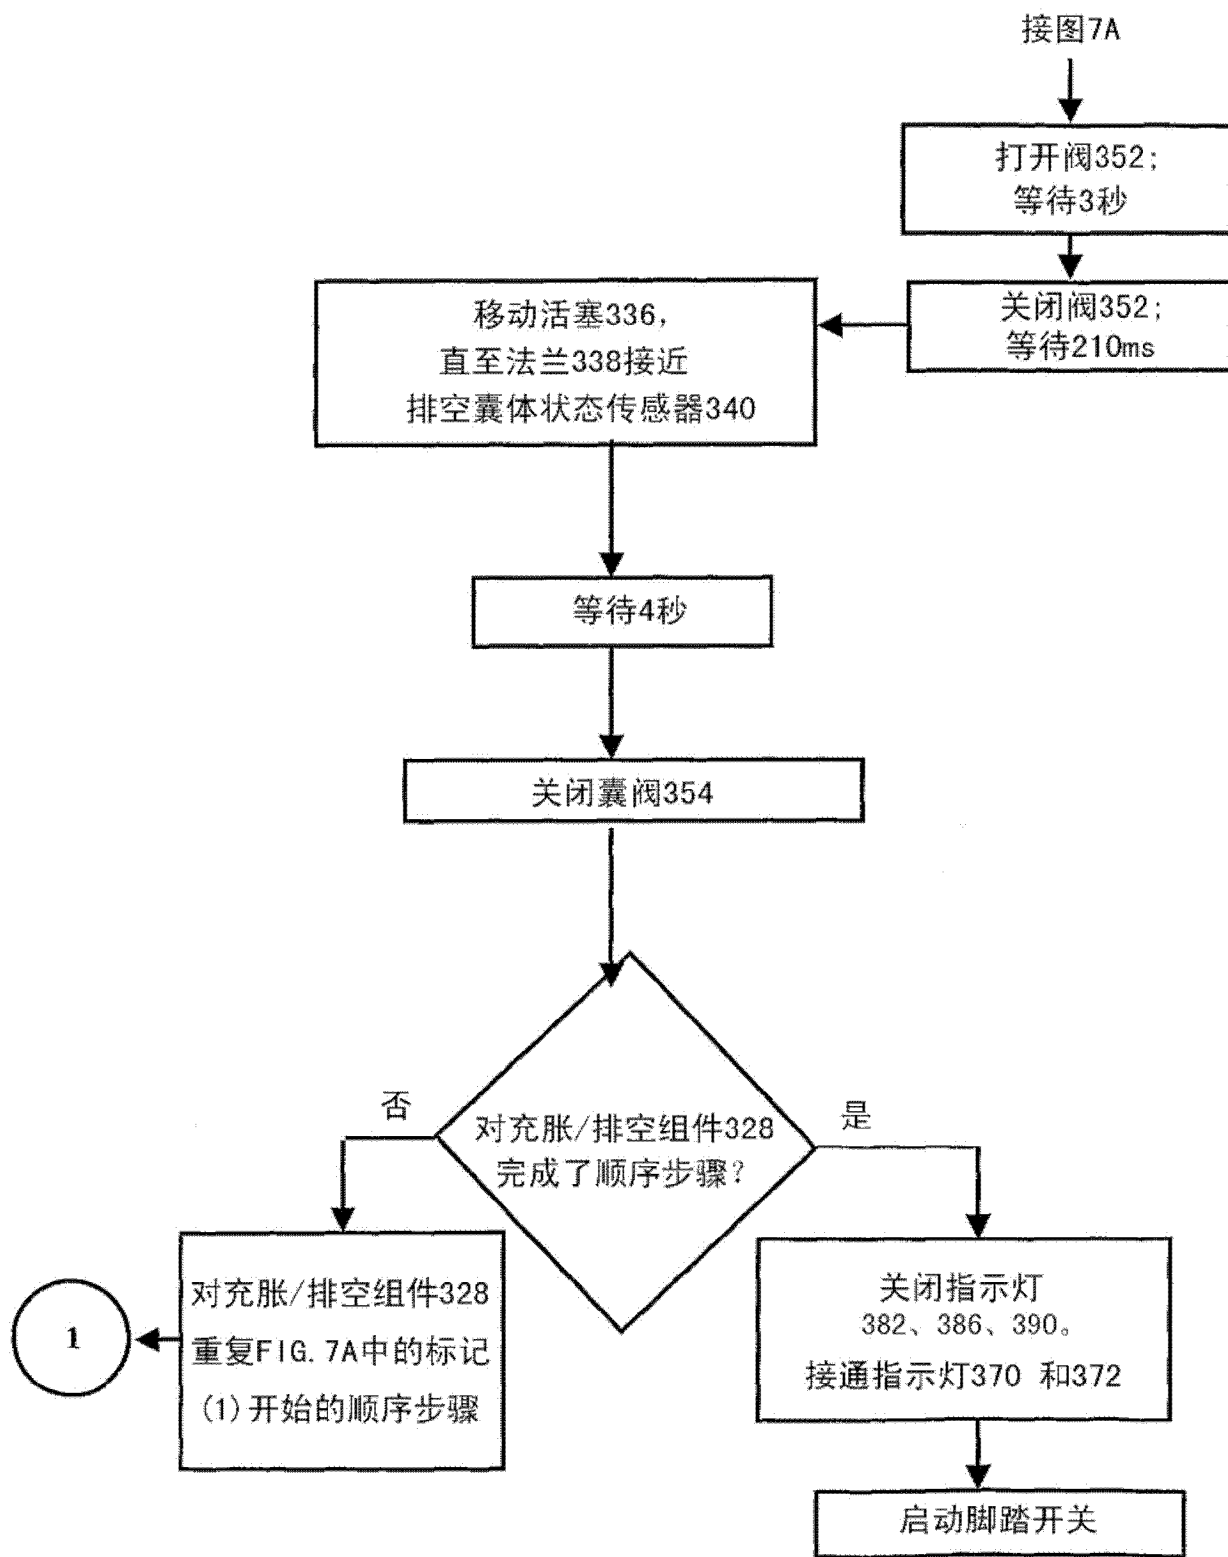 接图7A
打开阀352;
等待3秒
关闭阀352;
等待210ms
移动活塞336,
直至法兰338接近
排空囊体状态传感器340
等待4秒
关闭囊阀354
对充胀/排空组件328
完成了顺序步骤?
否
是
对充胀/排空组件328
重复FIG. 7A中的标记
(1)开始的顺序步骤
1
关闭指示灯
382、386、390。
接通指示灯370 和372
启动脚踏开关